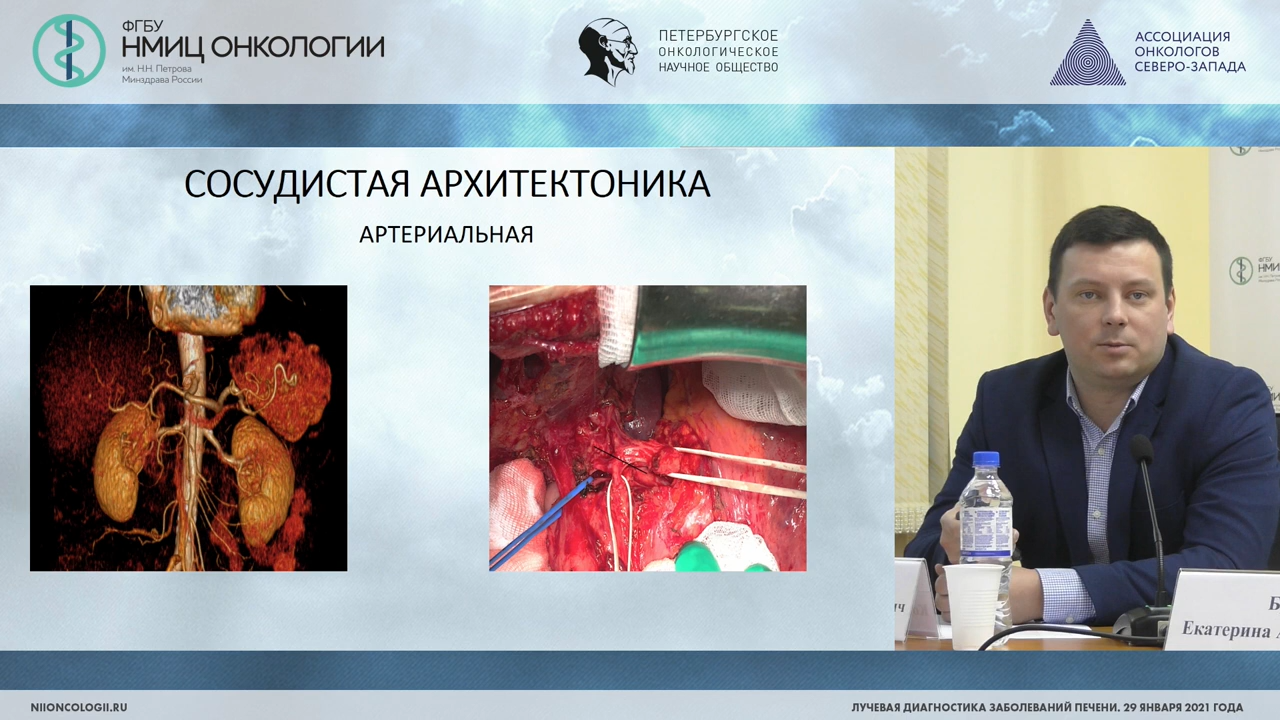 ФГБУ
НМИЦ ОНКОЛОГИИ
им. Н.Н. Петрова
Минздрава России
ПЕТЕРБУРГСКОЕ
ОНКОЛОГИЧЕСКОЕ
НАУЧНОЕ ОБЩЕСТВО
АССОЦИАЦИЯ
ОНКОЛОГОВ
СЕВЕРО-ЗАПАДА
СОСУДИСТАЯ АРХИТЕКТОНИКА
АРТЕРИАЛЬНАЯ
ФГБУ
Екатерина
NIIONCOLOGII.RU
ЛУЧЕВАЯ ДИАГНОСТИКА ЗАБОЛЕВАНИЙ ПЕЧЕНИ. 29 ЯНВАРЯ 2021 ГОДА